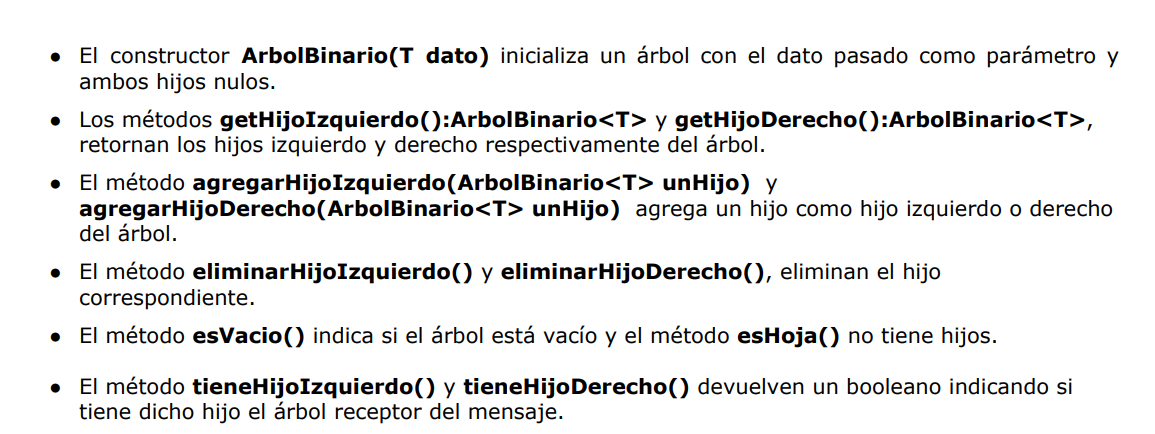 ● El constructor ArbolBinario(T dato) inicializa un árbol con el dato pasado como parámetro y
ambos hijos nulos.
● Los métodos getHijoIzquierdo():ArbolBinario<T> y getHijoDerecho():ArbolBinario<T>,
retornan los hijos izquierdo y derecho respectivamente del árbol.
● El método agregarHijoIzquierdo(ArbolBinario<T> unHijo) y
agregarHijoDerecho(ArbolBinario<T> unHijo) agrega un hijo como hijo izquierdo o derecho
del árbol.
● El método eliminarHijoIzquierdo() y eliminarHijoDerecho(), eliminan el hijo
correspondiente.
● El método esVacio() indica si el árbol está vacío y el método esHoja() no tiene hijos.
● El método tieneHijoIzquierdo() y tieneHijoDerecho() devuelven un booleano indicando si
tiene dicho hijo el árbol receptor del mensaje.